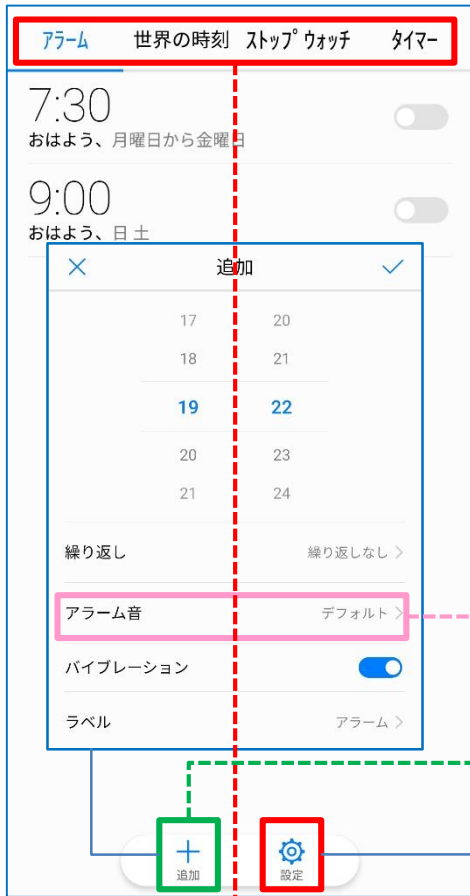 アラーム 世界の時刻 ストップウォッチ タイマー
7:30
おはよう、月曜日から金曜日
9:00
おはよう、日 土
追加
17 20
18 21
19 22
20 23
21 24
繰り返し 繰り返しなし
アラーム音 デフォルト
バイブレーション
ラベル アラーム
追加 設定